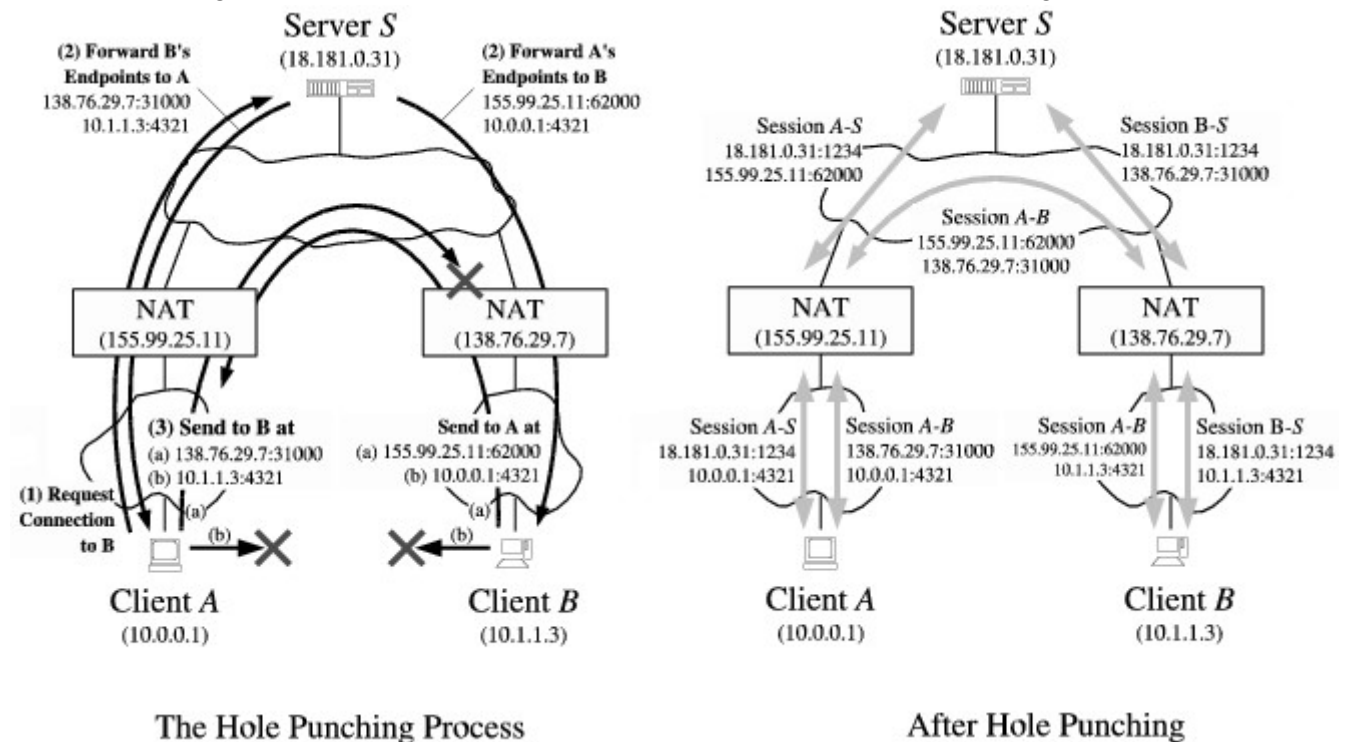 Server S
(18.181.0.31)
(2) Forward B's
Endpoints to A
138.76.29.7:31000
10.1.1.3:4321
(2) Forward A's
Endpoints to B
155.99.25.11:62000
10.0.0.1:4321
NAT
(155.99.25.11)
NAT
(138.76.29.7)
(3) Send to B at
(a) 138.76.29.7:31000
(b) 10.1.1.3:4321
Send to A at
(a) 155.99.25.11:62000
(b) 10.0.0.1:4321
(1) Request
Connection
to B
(a)
(b)
(a)
(b)
Client A
(10.0.0.1)
Client B
(10.1.1.3)
The Hole Punching Process
Server S
(18.181.0.31)
Session A-S
18.181.0.31:1234
155.99.25.11:62000
Session B-S
18.181.0.31:1234
138.76.29.7:31000
Session A-B
155.99.25.11:62000
138.76.29.7:31000
NAT
(155.99.25.11)
NAT
(138.76.29.7)
Session A-S
18.181.0.31:1234
10.0.0.1:4321
Session A-B
138.76.29.7:31000
10.0.0.1:4321
Session A-B
155.99.25.11:62000
10.1.1.3:4321
Session B-S
18.181.0.31:1234
10.1.1.3:4321
Client A
(10.0.0.1)
Client B
(10.1.1.3)
After Hole Punching